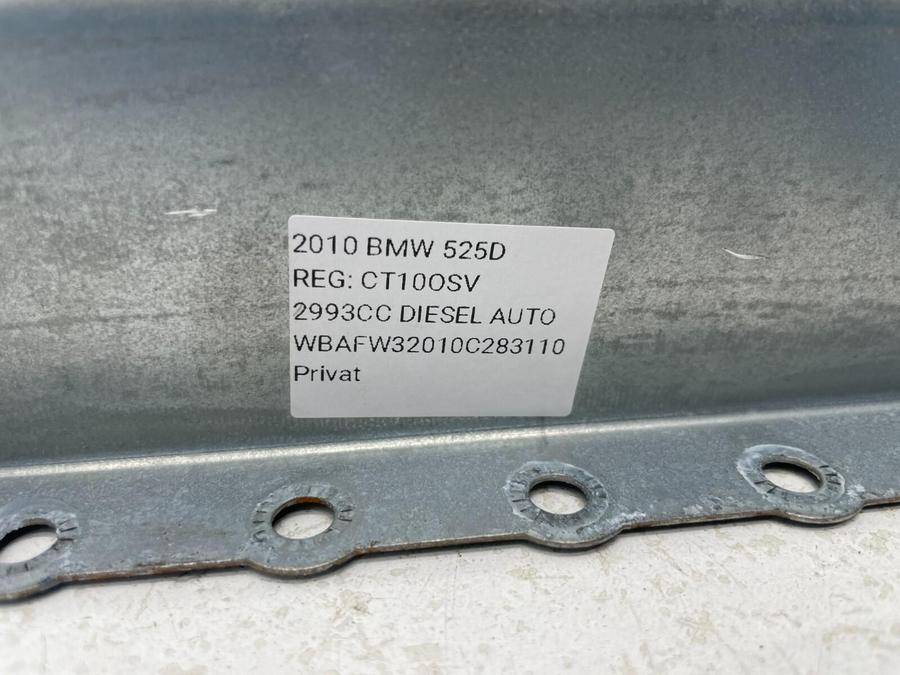 2010 BMW 525D
REG: CT10OSV
2993CC DIESEL AUTO
WBAFW32010C283110
Privat